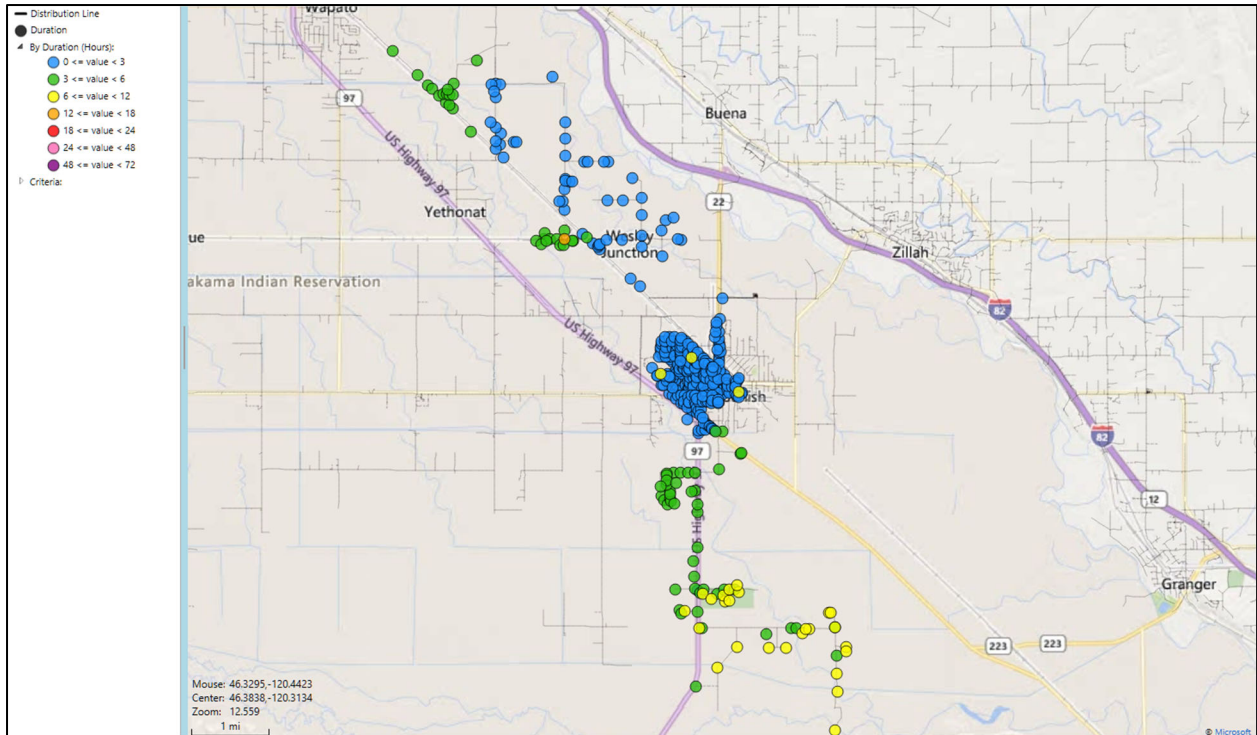 Distribution Line
Duration
By Duration (Hours):
0 <= value < 3
3 <= value < 6
6 <= value < 12
12 <= value < 18
18 <= value < 24
24 <= value < 48
48 <= value < 72
Criteria:
Wapato
97
Buena
US Highway 97
Yethonat
22
ue
Wesley
Junction
Zillah
akama Indian Reservation
82
US Highway 97
82
97
12
Granger
223
223
Mouse: 46.3295,-120.4423
Center: 46.3838,-120.3134
Zoom: 12.559
1 mi
© Microsoft